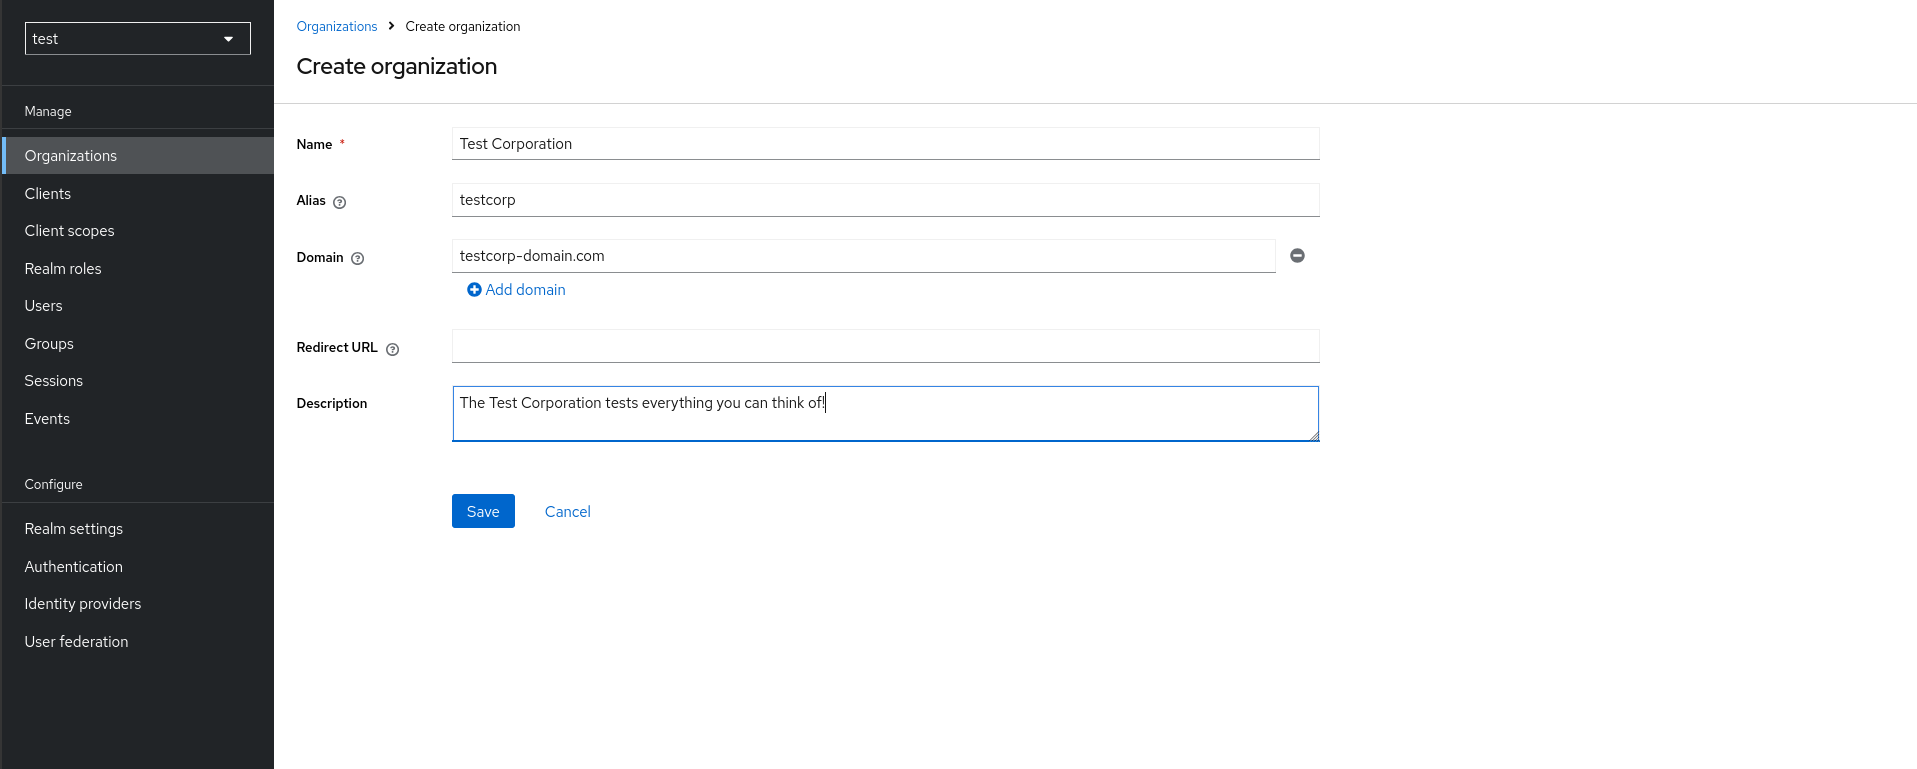 test
Manage
Organizations
Clients
Client scopes
Realm roles
Users
Groups
Sessions
Events
Configure
Realm settings
Authentication
Identity providers
User federation
Organizations > Create organization
Create organization
Name *
Test Corporation
Alias
testcorp
Domain
testcorp-domain.com
Add domain
Redirect URL
Description
The Test Corporation tests everything you can think of!
Save Cancel